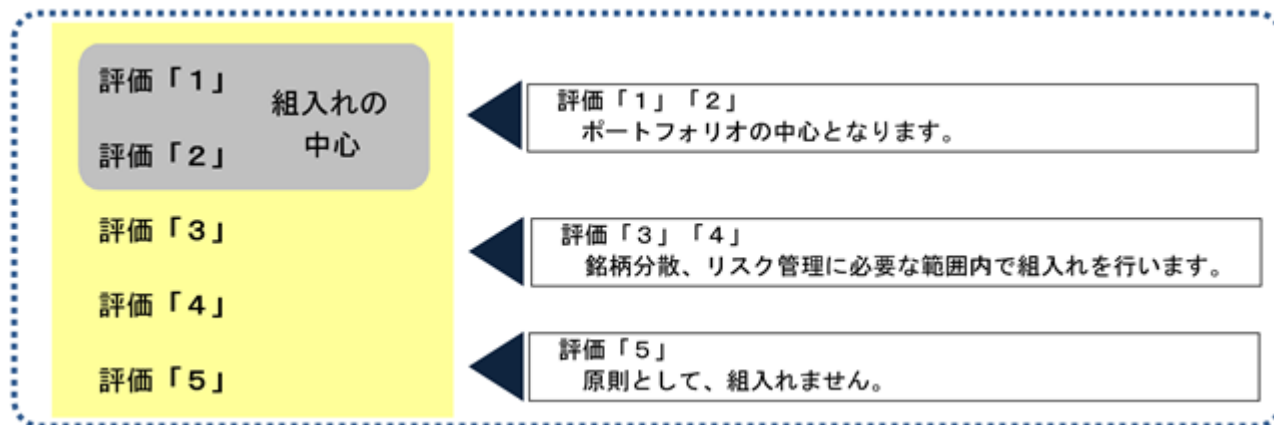 評価「１」
組入れの
中心
評価「２」
評価「３」
評価「４」
評価「５」
評価「１」「２」
ポートフォリオの中心となります。
評価「３」「４」
銘柄分散、リスク管理に必要な範囲内で組入れを行います。
評価「５」
原則として、組入れません。